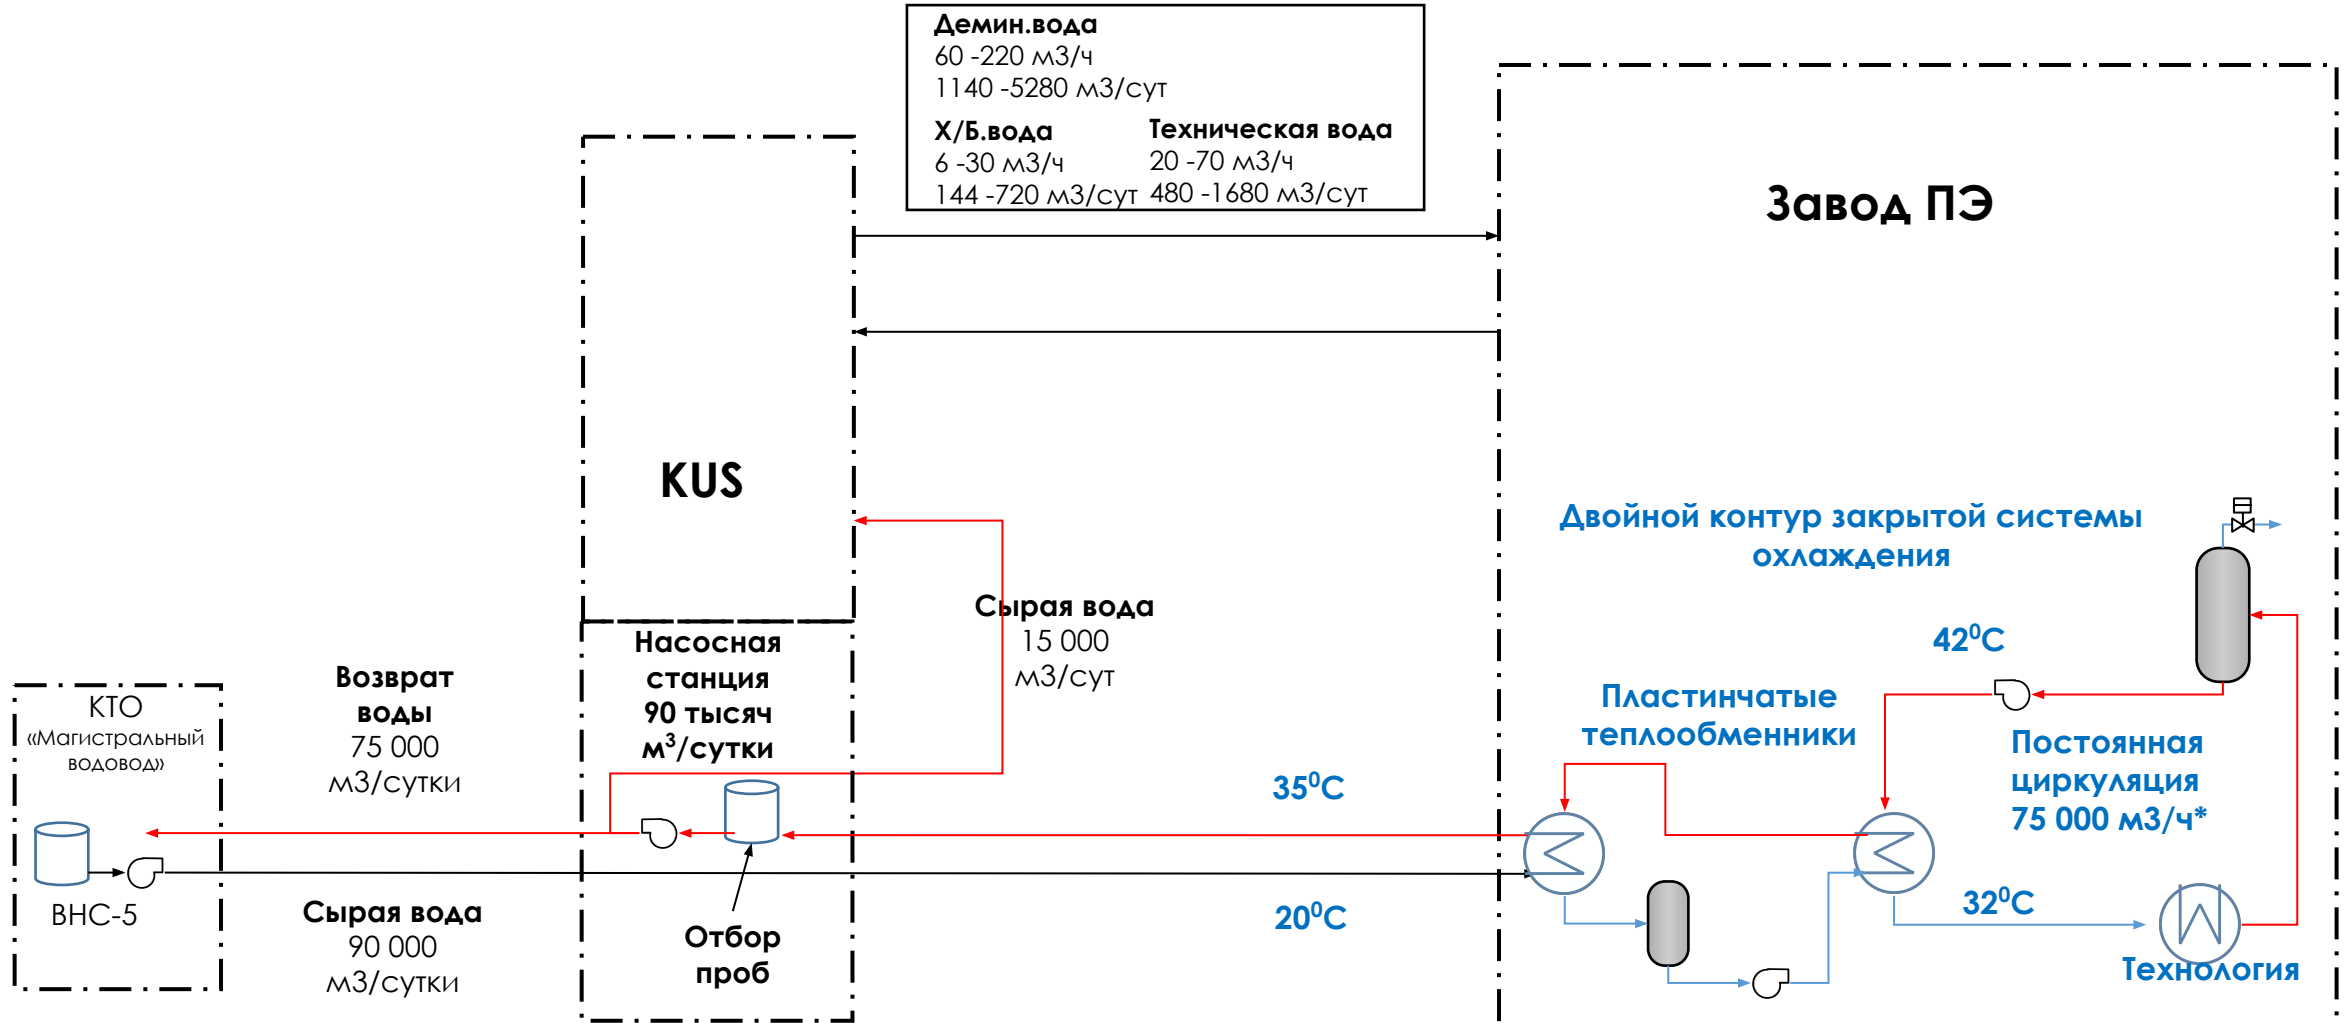 Демин.вода
60 -220 м3/ч
1140 -5280 м3/сут
Х/Б.вода
6 -30 м3/ч
144 -720 м3/сут
Техническая вода
20 -70 м3/ч
480 -1680 м3/сут
Завод ПЭ
KUS
Двойной контур закрытой системы
охлаждения
Сырая вода
15 000
м3/сут
42⁰С
Насосная
станция
90 тысяч
м³/сутки
Возврат
воды
75 000
м3/сутки
КТО
«Магистральный
водовод»
Пластинчатые
теплообменники
Постоянная
циркуляция
75 000 м3/ч*
35⁰С
20⁰С
32⁰С
ВНС-5
Сырая вода
90 000
м3/сутки
Отбор
проб
Технология